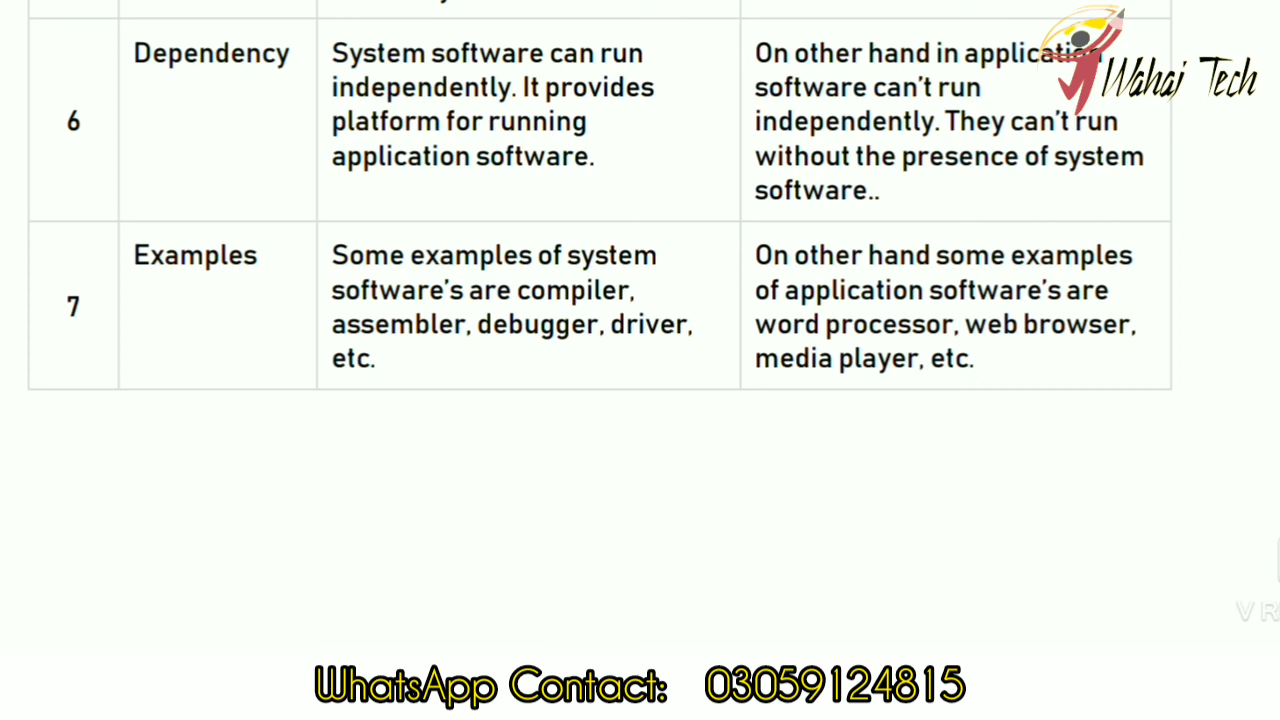 6
Dependency
System software can run
independently. It provides
platform for running
application software.
On other hand in application
software can't run
independently. They can't run
without the presence of system
software..
7
Examples
Some examples of system
software's are compiler,
assembler, debugger, driver,
etc.
On other hand some examples
of application software's are
word processor, web browser,
media player, etc.
Wahaj Tech
WhatsApp Contact: 03059124815